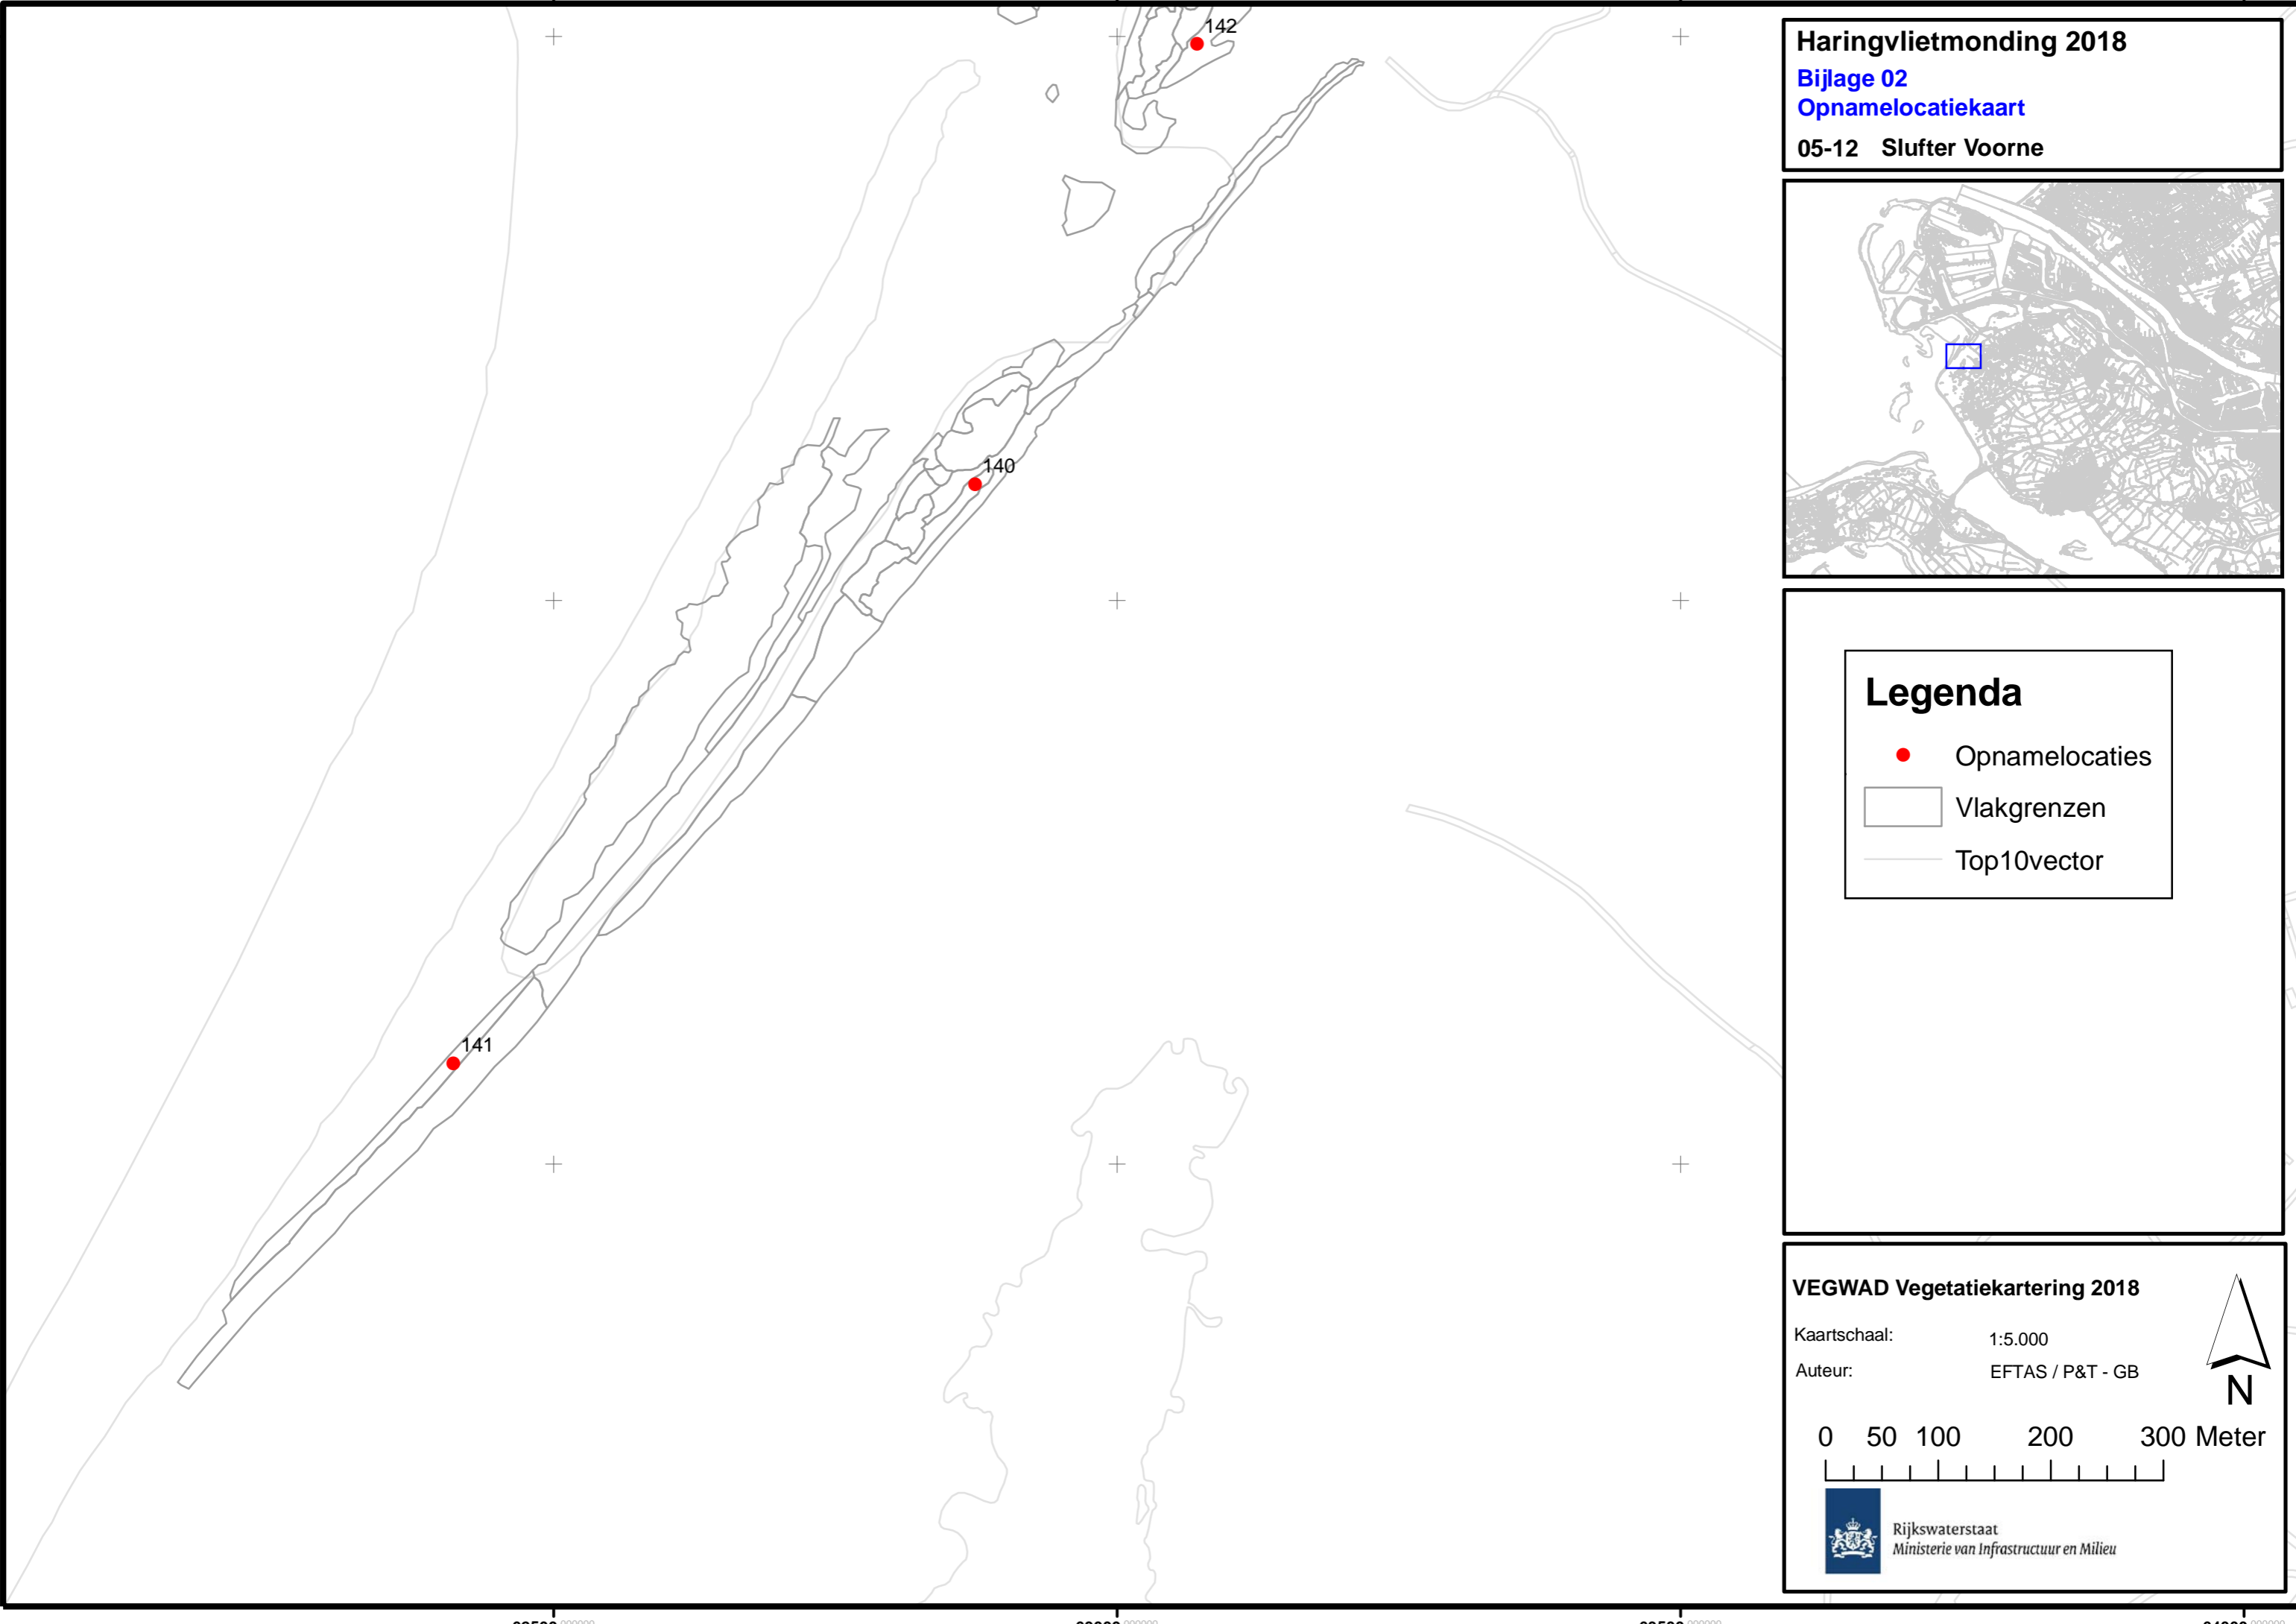 142
140
141
Haringvlietmonding 2018
Bijlage 02
Opnamelocatiekaart
05-12 Slufter Voorne
Legenda
Opnamelocaties
Vlakgrenzen
Top10vector
VEGWAD Vegetatiekartering 2018
Kaartschaal: 1:5.000
Auteur: EFTAS / P&T - GB
N
0 50 100 200 300 Meter
Rijkswaterstaat
Ministerie van Infrastructuur en Milieu